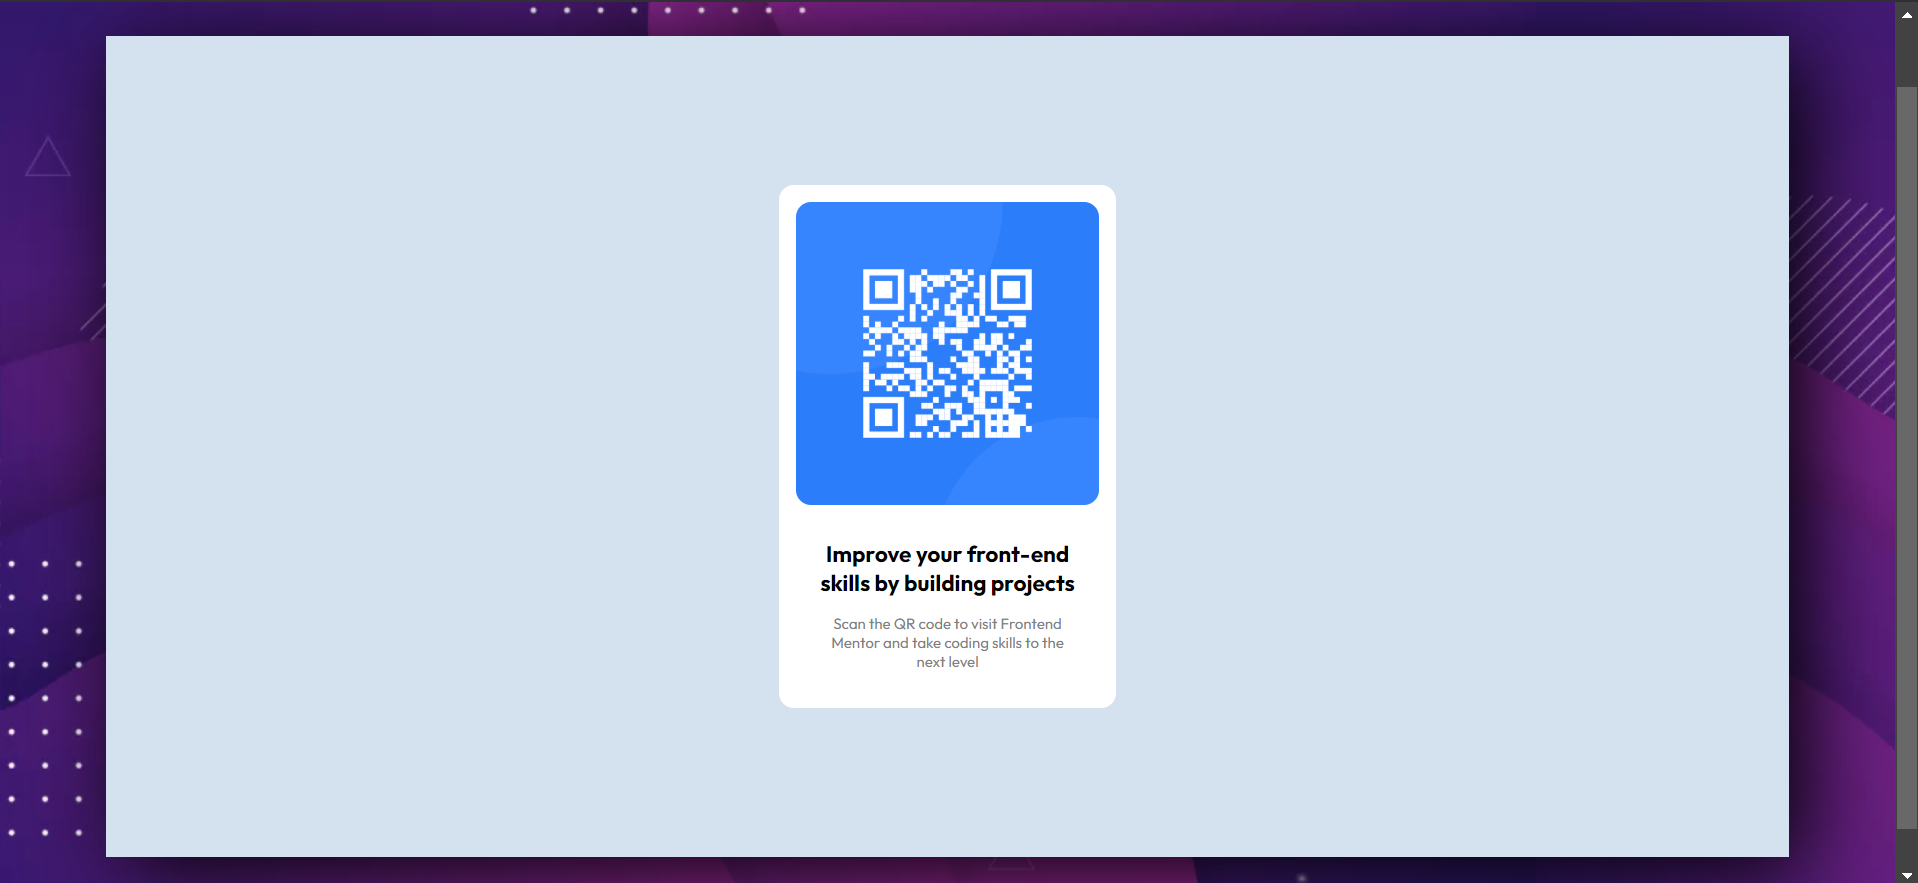 Improve your front-end
skills by building projects
Scan the QR code to visit Frontend
Mentor and take coding skills to the
next level